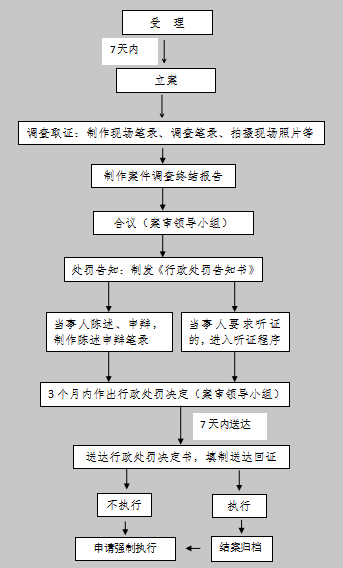 受 理
7天内
立案
调查取证：制作现场笔录、调查笔录、拍摄现场照片等
制作案件调查终结报告
合议（案审领导小组）
处罚告知：制发《行政处罚告知书》
当事人陈述、申辩，
制作陈述申辩笔录
当事人要求听证
的，进入听证程序
3个月内作出行政处罚决定（案审领导小组）
7天内送达
送达行政处罚决定书，填制送达回证
不执行
执行
申请强制执行
结案归档